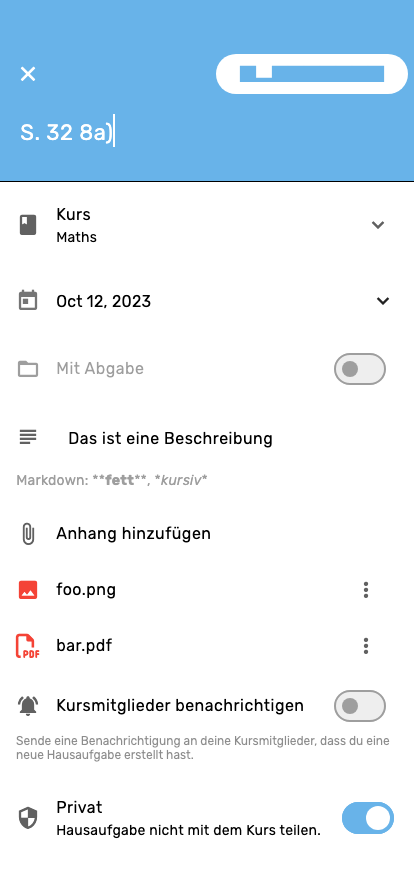 S. 32 8a)
Kurs
Maths
Oct 12, 2023
Mit Abgabe
Das ist eine Beschreibung
Markdown: **fett**, *kursiv*
Anhang hinzufügen
foo.png
PDF
bar.pdf
Kursmitglieder benachrichtigen
Sende eine Benachrichtigung an deine Kursmitglieder, dass du eine
neue Hausaufgabe erstellt hast.
Privat
Hausaufgabe nicht mit dem Kurs teilen.